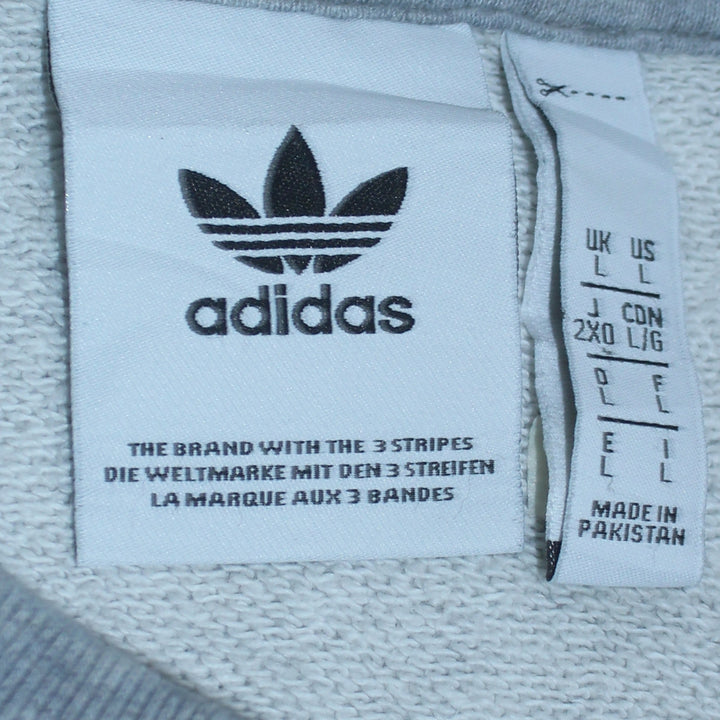 adidas
THE BRAND WITH THE 3 STRIPES
DIE WELTMARKE MIT DEN 3 STREIFEN
LA MARQUE AUX 3 BANDES
UK US
L L
J CDN
2XO L/G
D F
L L
E I
L L
MADE IN
PAKISTAN